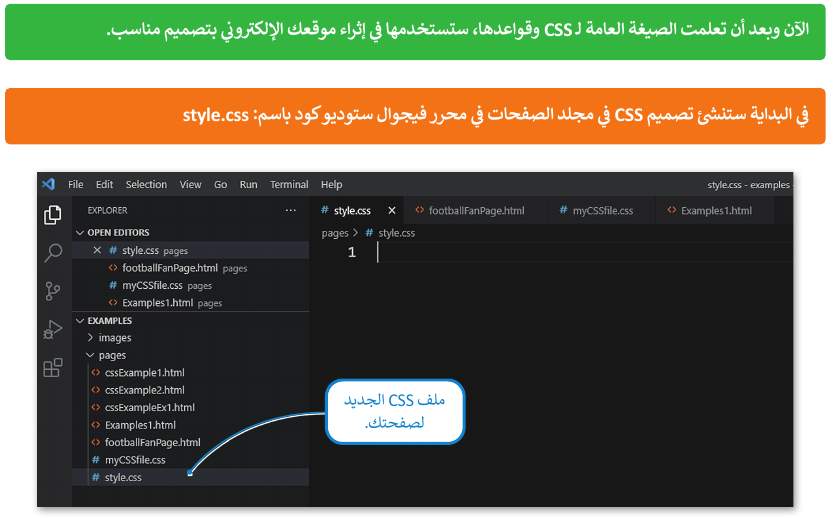 الآن وبعد أن تعلمت الصيغة العامة لـ CSS وقواعدها، ستستخدمها في إثراء موقعك الإلكتروني بتصميم مناسب.
في البداية ستنشئ تصميم CSS في مجلد الصفحات في محرر فيجوال ستوديو كود باسم: style.css
File Edit Selection View Go Run Terminal Help style.css - examples
EXPLORER ···
# style.css × <> footballFanPage.html # myCSSfile.css <> Examples1.html
pages > # style.css
1
OPEN EDITORS
× # style.css pages
<> footballFanPage.html pages
# myCSSfile.css pages
<> Examples1.html pages
EXAMPLES
> images
pages
<> cssExample1.html
<> cssExample2.html
<> cssExampleEx1.html
<> Examples1.html
<> footballFanPage.html
# myCSSfile.css
# style.css
ملف CSS الجديد
لصفحتك.